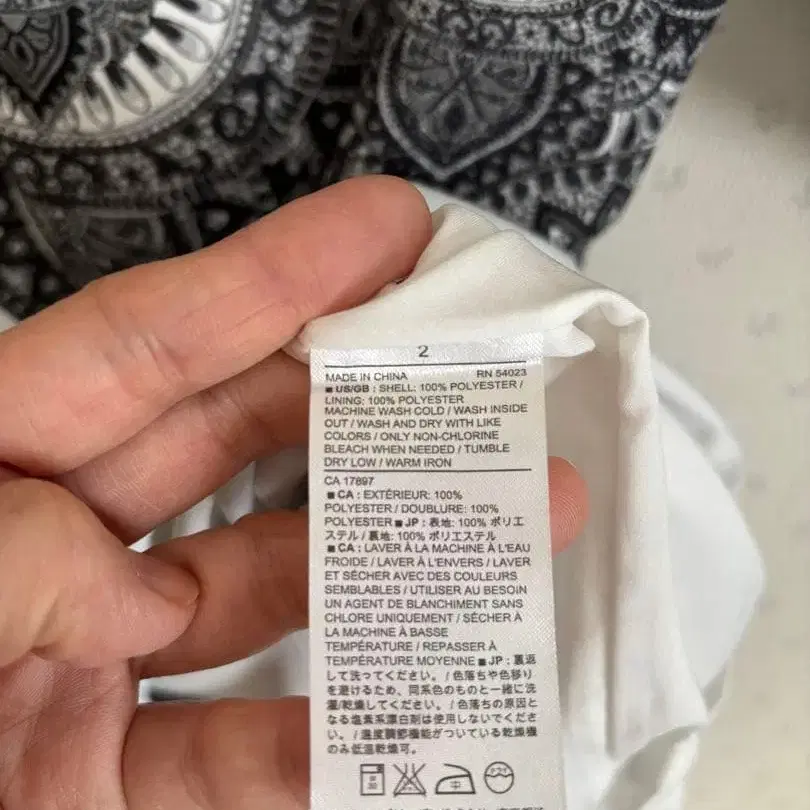 2
MADE IN CHINA RN 54023
■ US/GB : SHELL: 100% POLYESTER /
LINING: 100% POLYESTER
MACHINE WASH COLD / WASH INSIDE
OUT / WASH AND DRY WITH LIKE
COLORS / ONLY NON-CHLORINE
BLEACH WHEN NEEDED / TUMBLE
DRY LOW / WARM IRON
CA 17897
■ CA : EXTÉRIEUR: 100%
POLYESTER / DOUBLURE: 100%
POLYESTER ■ JP : 表地: 100% ポリエ
ステル / 裏地: 100% ポリエステル
■ CA : LAVER À LA MACHINE À L'EAU
FROIDE / LAVER À L'ENVERS / LAVER
ET SÉCHER AVEC DES COULEURS
SEMBLABLES / UTILISER AU BESOIN
UN AGENT DE BLANCHIMENT SANS
CHLORE UNIQUEMENT / SÉCHER À
LA MACHINE À BASSE
TEMPÉRATURE / REPASSER À
TEMPÉRATURE MOYENNE ■ JP : 裏返
して洗ってください。/ 色落ちや色移り
を避けるため、同系色のものと一緒に洗
濯/乾燥してください。/ 色落ちの原因と
なる塩素系漂白剤は使用しないでくださ
い。/ 温度調節機能がついている乾燥機
のみ低温乾燥可。